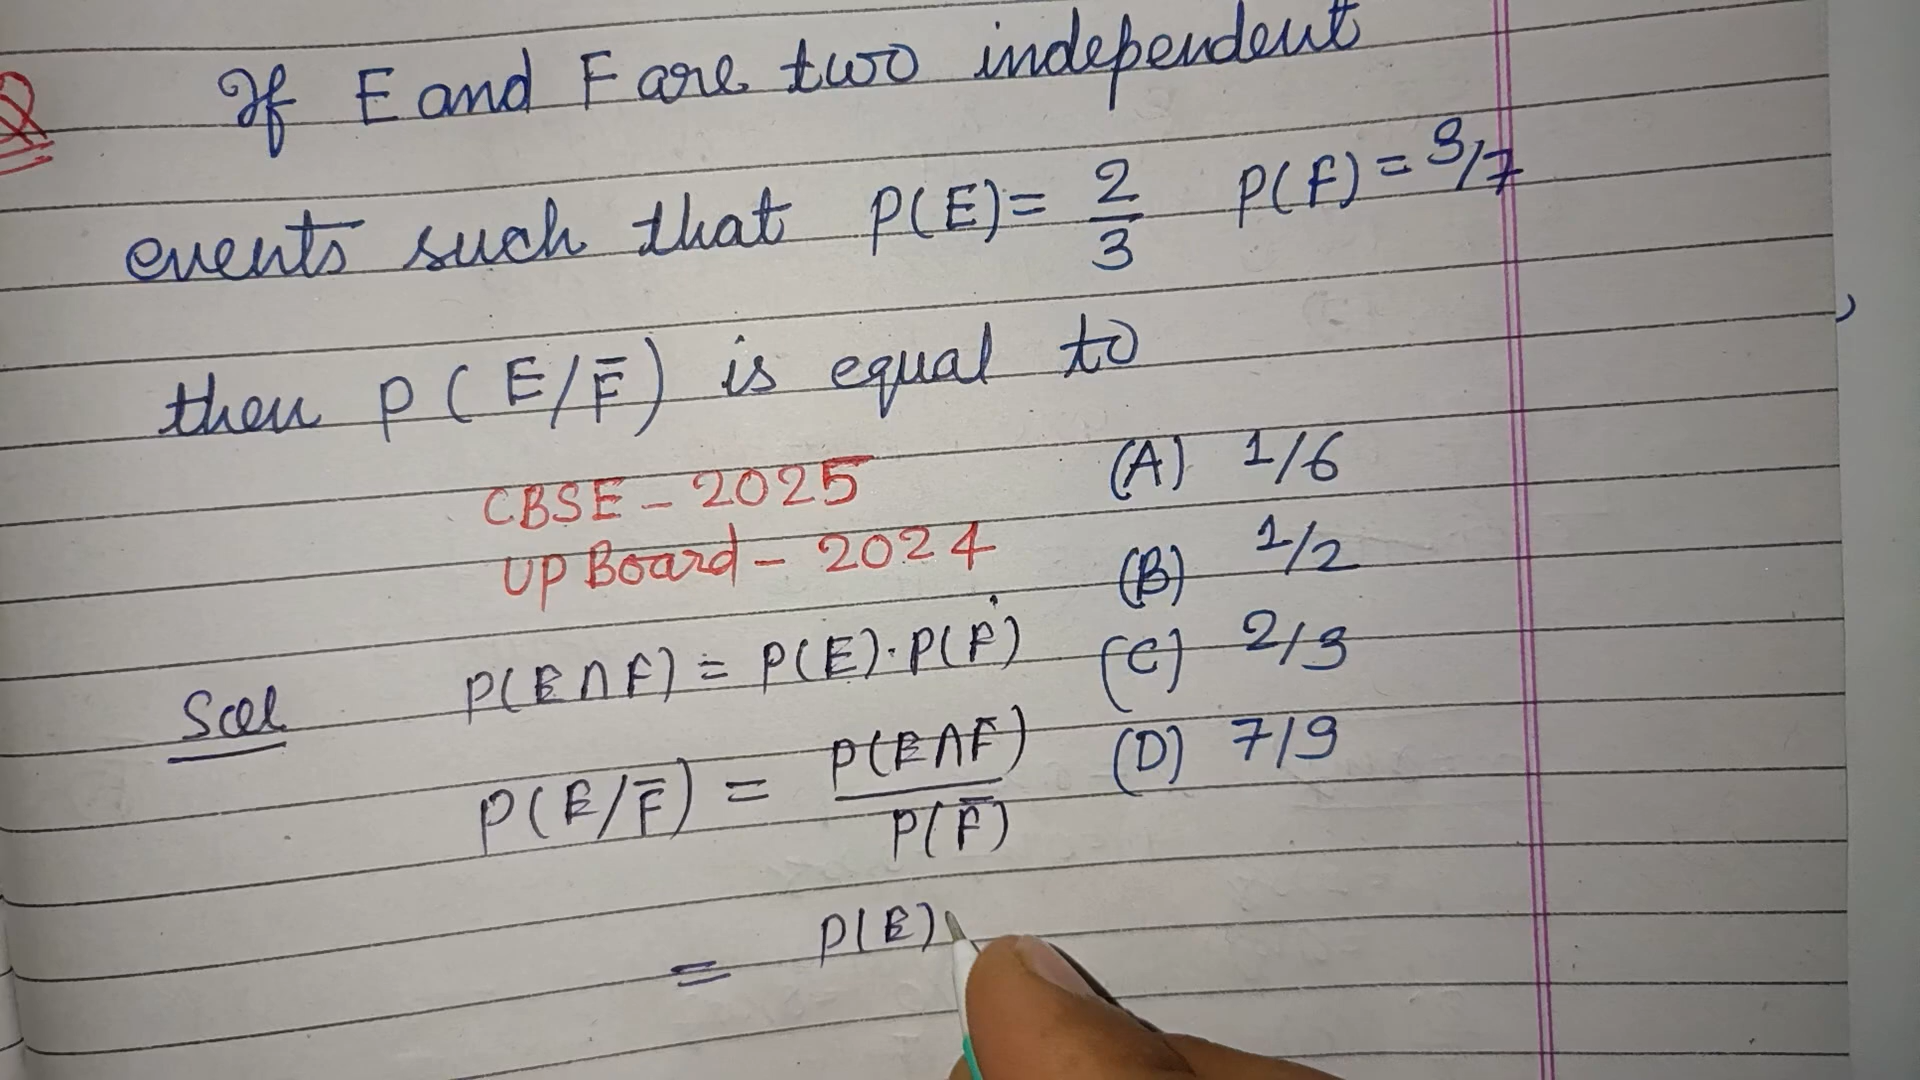 Q If E and F are two independent
events such that P(E) = 2/3 P(F) = 3/7
then P(E/F̅) is equal to
CBSE - 2025
UP Board - 2024
(A) 1/6
(B) 1/2
(C) 2/3
(D) 7/9
Sol P(E∩F) = P(E)·P(F)
P(E/F̅) = P(E∩F̅)/P(F̅)
= P(E)